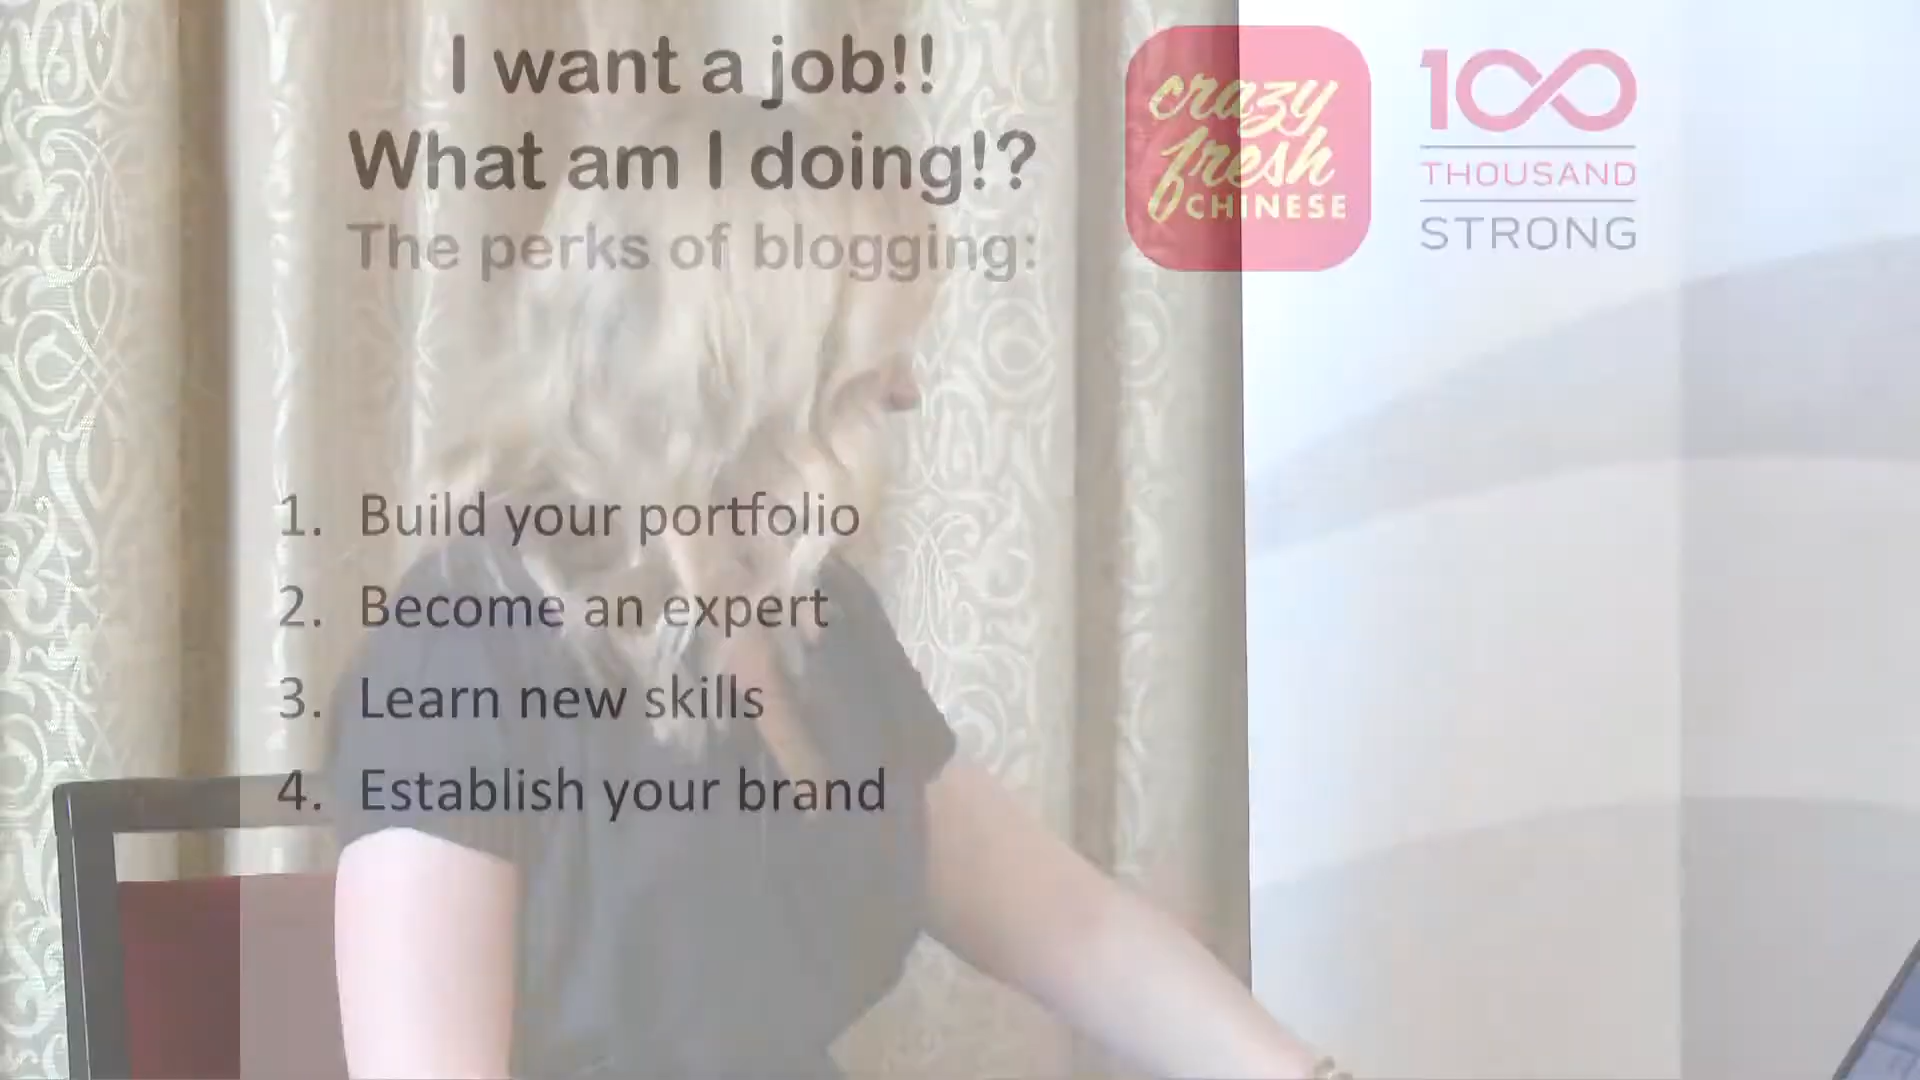 I want a job!!
What am I doing!?
The perks of blogging:
crazy
fresh
CHINESE
100
THOUSAND
STRONG
1. Build your portfolio
2. Become an expert
3. Learn new skills
4. Establish your brand